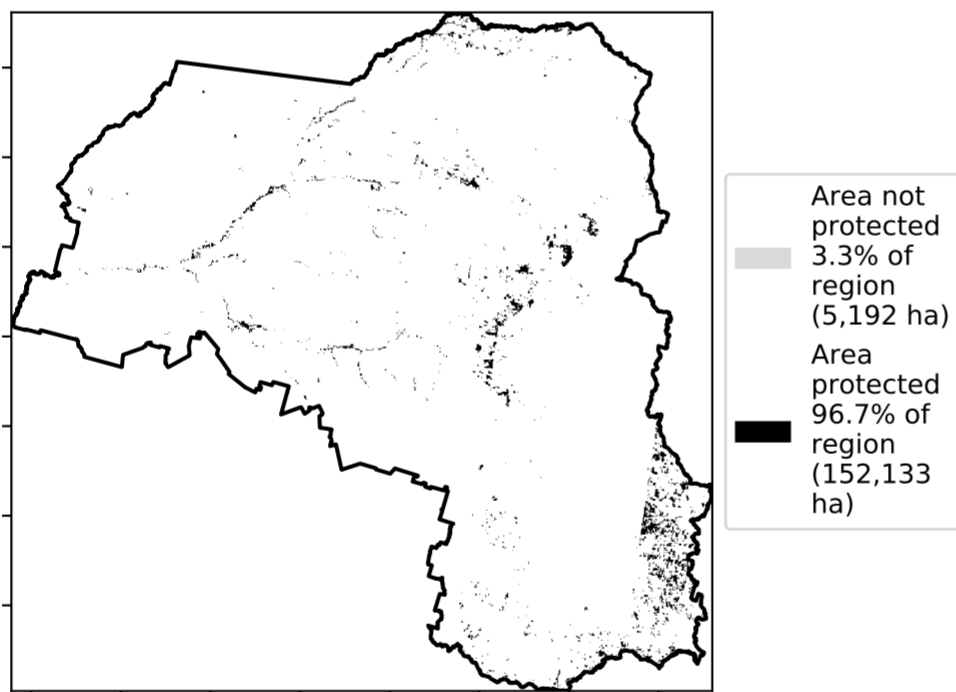 Area not
protected
3.3% of
region
(5,192 ha)
Area
protected
96.7% of
region
(152,133
ha)